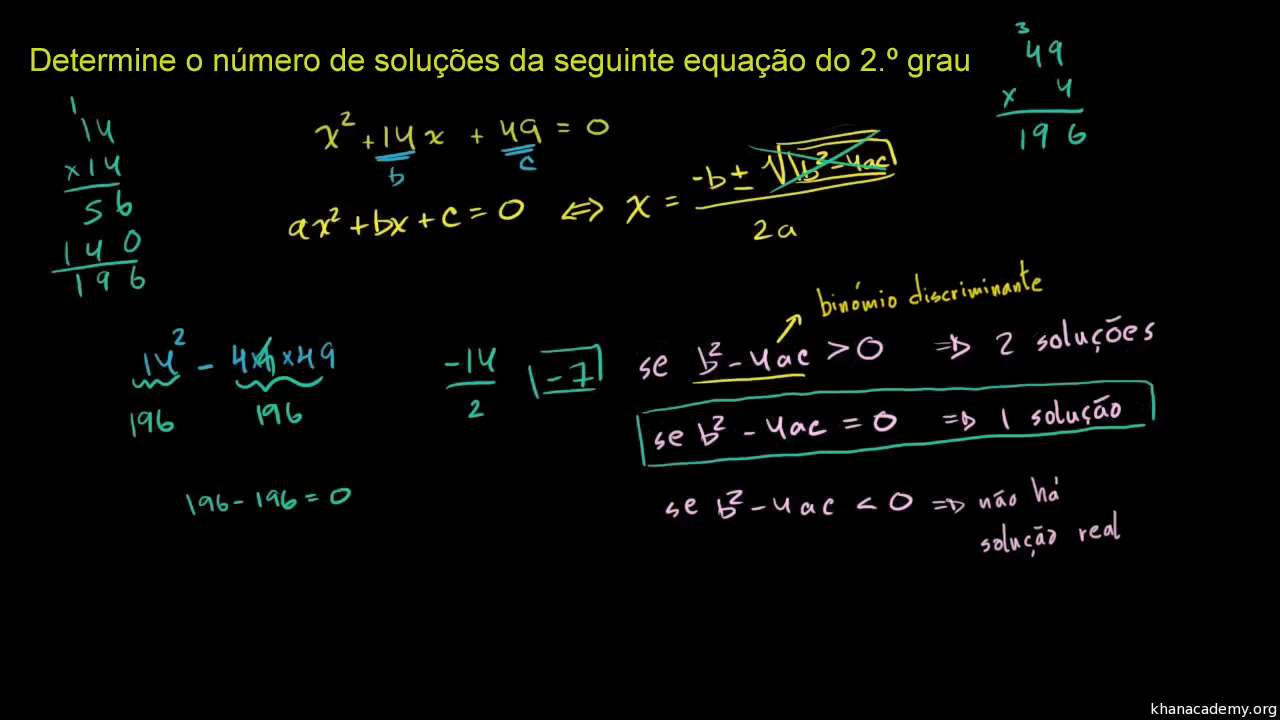 Determine o número de soluções da seguinte equação do 2.º grau
3
49
x 4
196
1
14
x14
56
140
196
x² + 14x + 49 = 0
b c
ax² + bx + c = 0 ⇔ x = -b ± √b² - 4ac
2a
binómio discriminante
14² - 4×1×49
196 196
-14
2
-7
se b² - 4ac > 0 ⇒ 2 soluções
se b² - 4ac = 0 ⇒ 1 solução
196 - 196 = 0
se b² - 4ac < 0 ⇒ não há
solução real
khanacademy.org